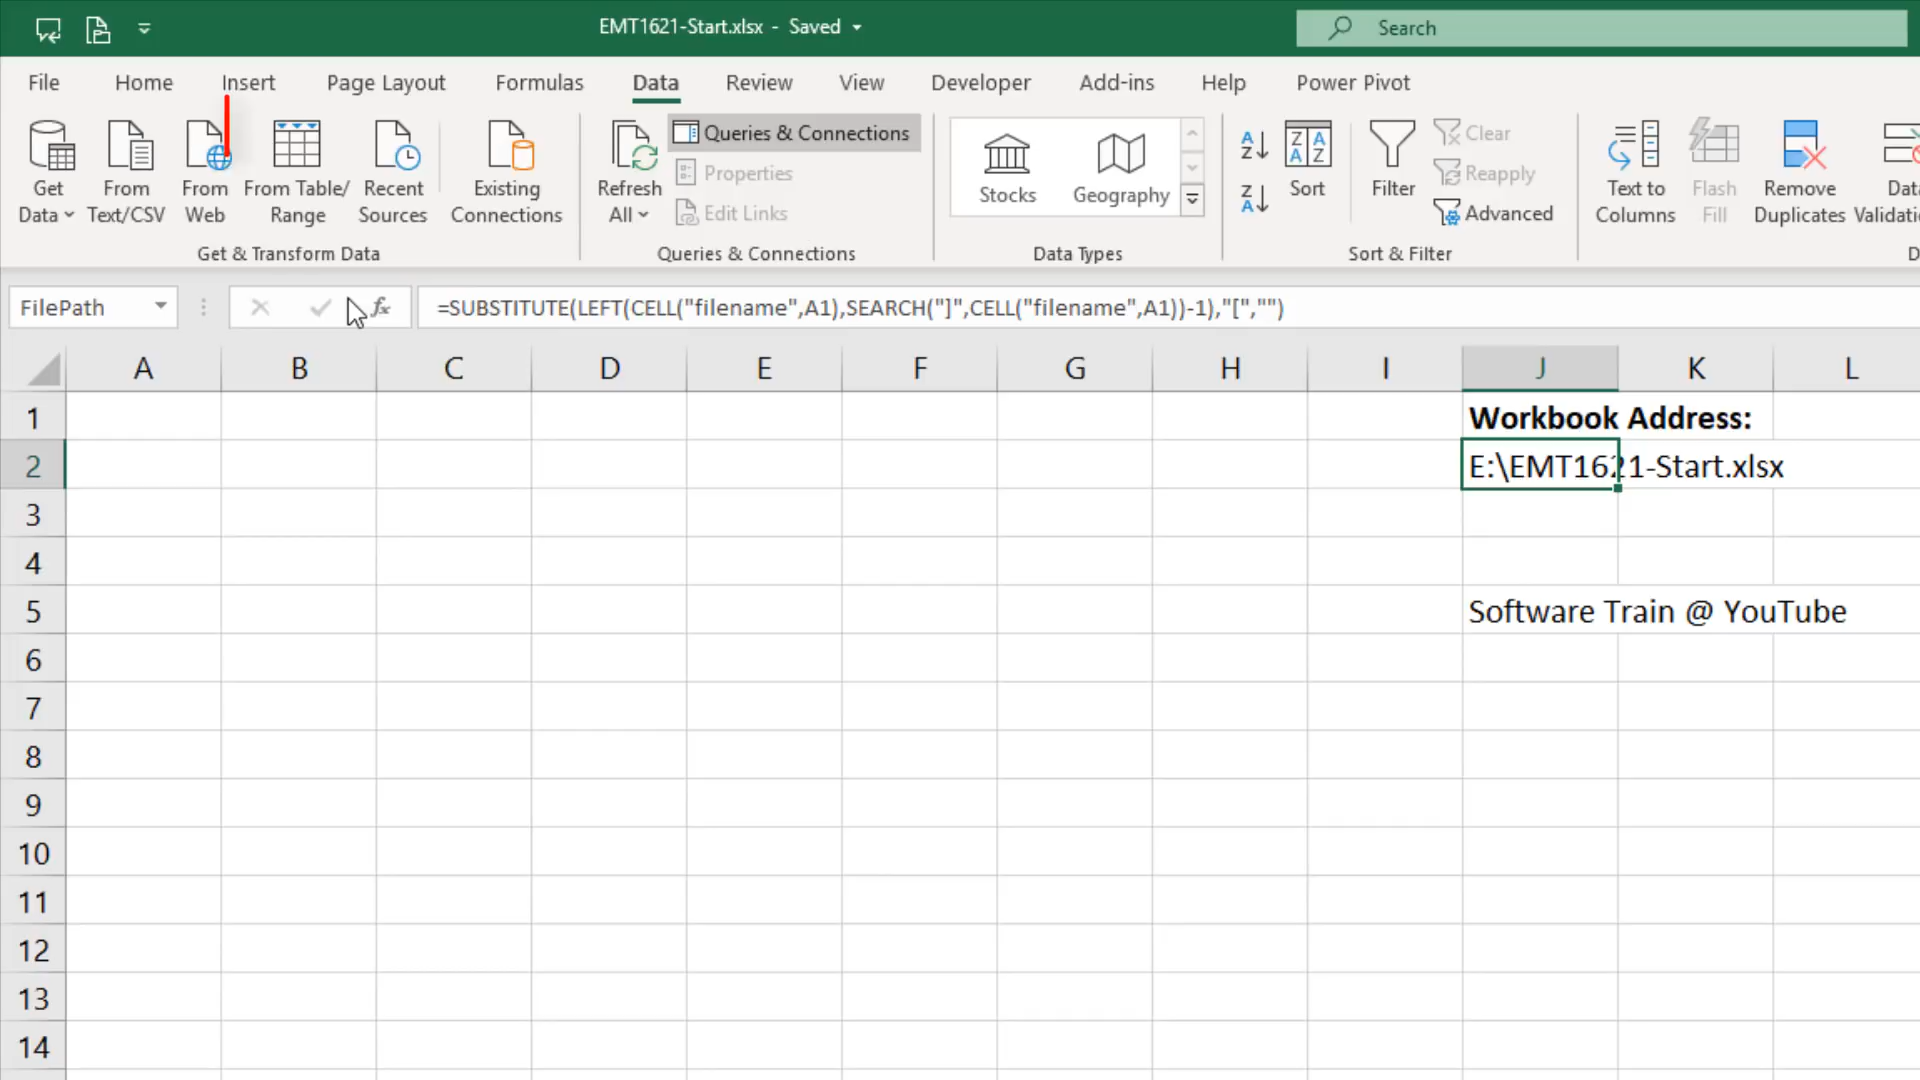 EMT1621-Start.xlsx - Saved
Search
File Home Insert Page Layout Formulas Data Review View Developer Add-ins Help Power Pivot
Get Data
From Text/CSV
From Web
From Table/ Range
Recent Sources
Existing Connections
Get & Transform Data
Refresh All
Queries & Connections
Properties
Edit Links
Queries & Connections
Stocks
Geography
Data Types
Sort
Filter
Clear
Reapply
Advanced
Sort & Filter
Text to Columns
Flash Fill
Remove Duplicates
FilePath
fx
=SUBSTITUTE(LEFT(CELL("filename",A1),SEARCH("]",CELL("filename",A1))-1),"[","")
A B C D E F G H I J K L
1 Workbook Address:
2 E:\EMT1621-Start.xlsx
3
4
5 Software Train @ YouTube
6
7
8
9
10
11
12
13
14